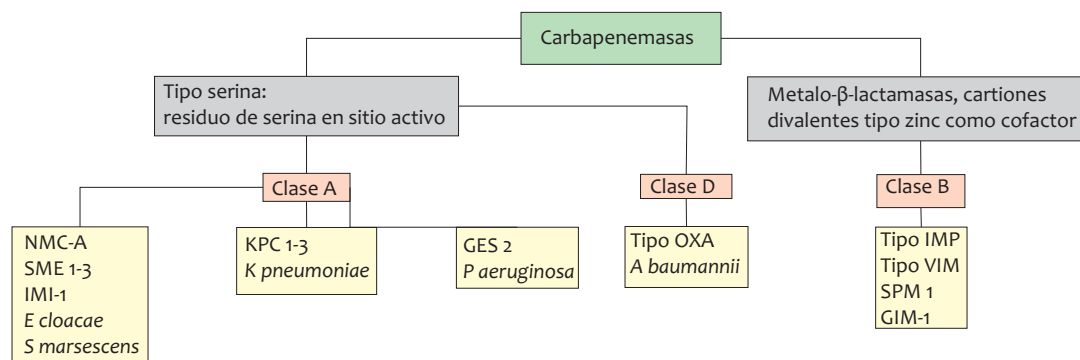 Carbapenemasas
Tipo serina:
residuo de serina en sitio activo
Metalo-β-lactamasas, cartiones
divalentes tipo zinc como cofactor
Clase A
Clase D
Clase B
NMC-A
SME 1-3
IMI-1
E cloacae
S marsescens
KPC 1-3
K pneumoniae
GES 2
P aeruginosa
Tipo OXA
A baumannii
Tipo IMP
Tipo VIM
SPM 1
GIM-1